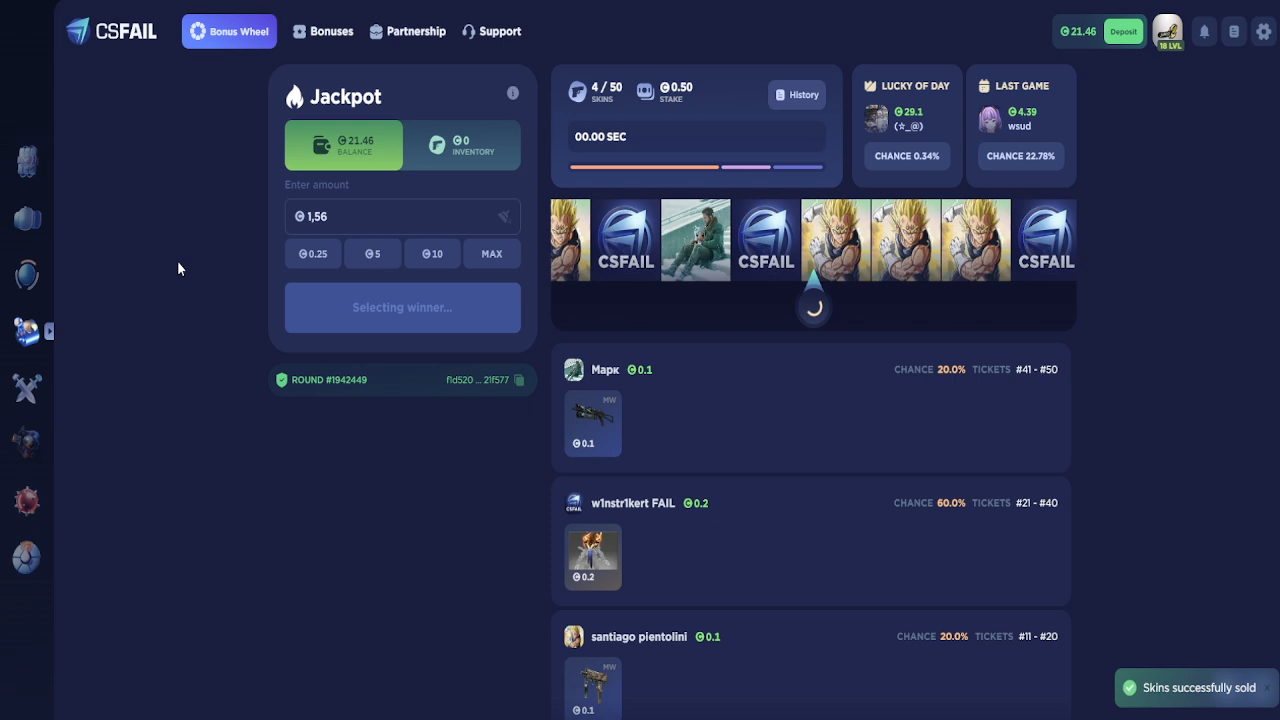 CSFAIL
Bonus Wheel
Bonuses
Partnership
Support
21.46
Deposit
18 LVL
Jackpot
21.46
BALANCE
0
INVENTORY
Enter amount
1,56
0.25
5
10
MAX
Selecting winner...
ROUND #1942449
f1d520 ... 21f577
4 / 50
SKINS
0.50
STAKE
History
00.00 SEC
LUCKY OF DAY
29.1
(☆_@)
CHANCE 0.34%
LAST GAME
4.39
wsud
CHANCE 22.78%
CSFAIL
CSFAIL
CSFAIL
Марк 0.1
CHANCE 20.0% TICKETS #41 - #50
MW
0.1
CSFAIL
w1nstr1kert FAIL 0.2
CHANCE 60.0% TICKETS #21 - #40
0.2
santiago pientolini 0.1
CHANCE 20.0% TICKETS #11 - #20
MW
0.1
Skins successfully sold